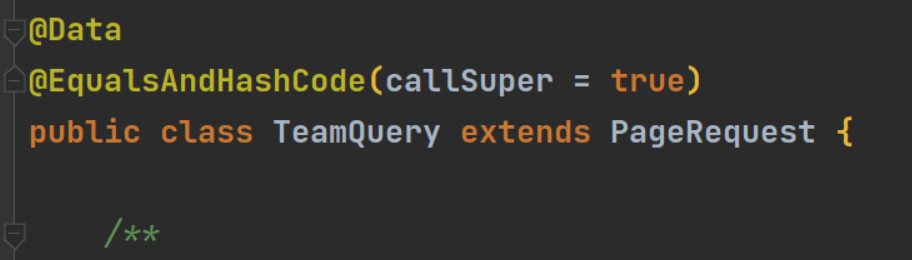 @Data
@EqualsAndHashCode(callSuper = true)
public class TeamQuery extends PageRequest {
/**